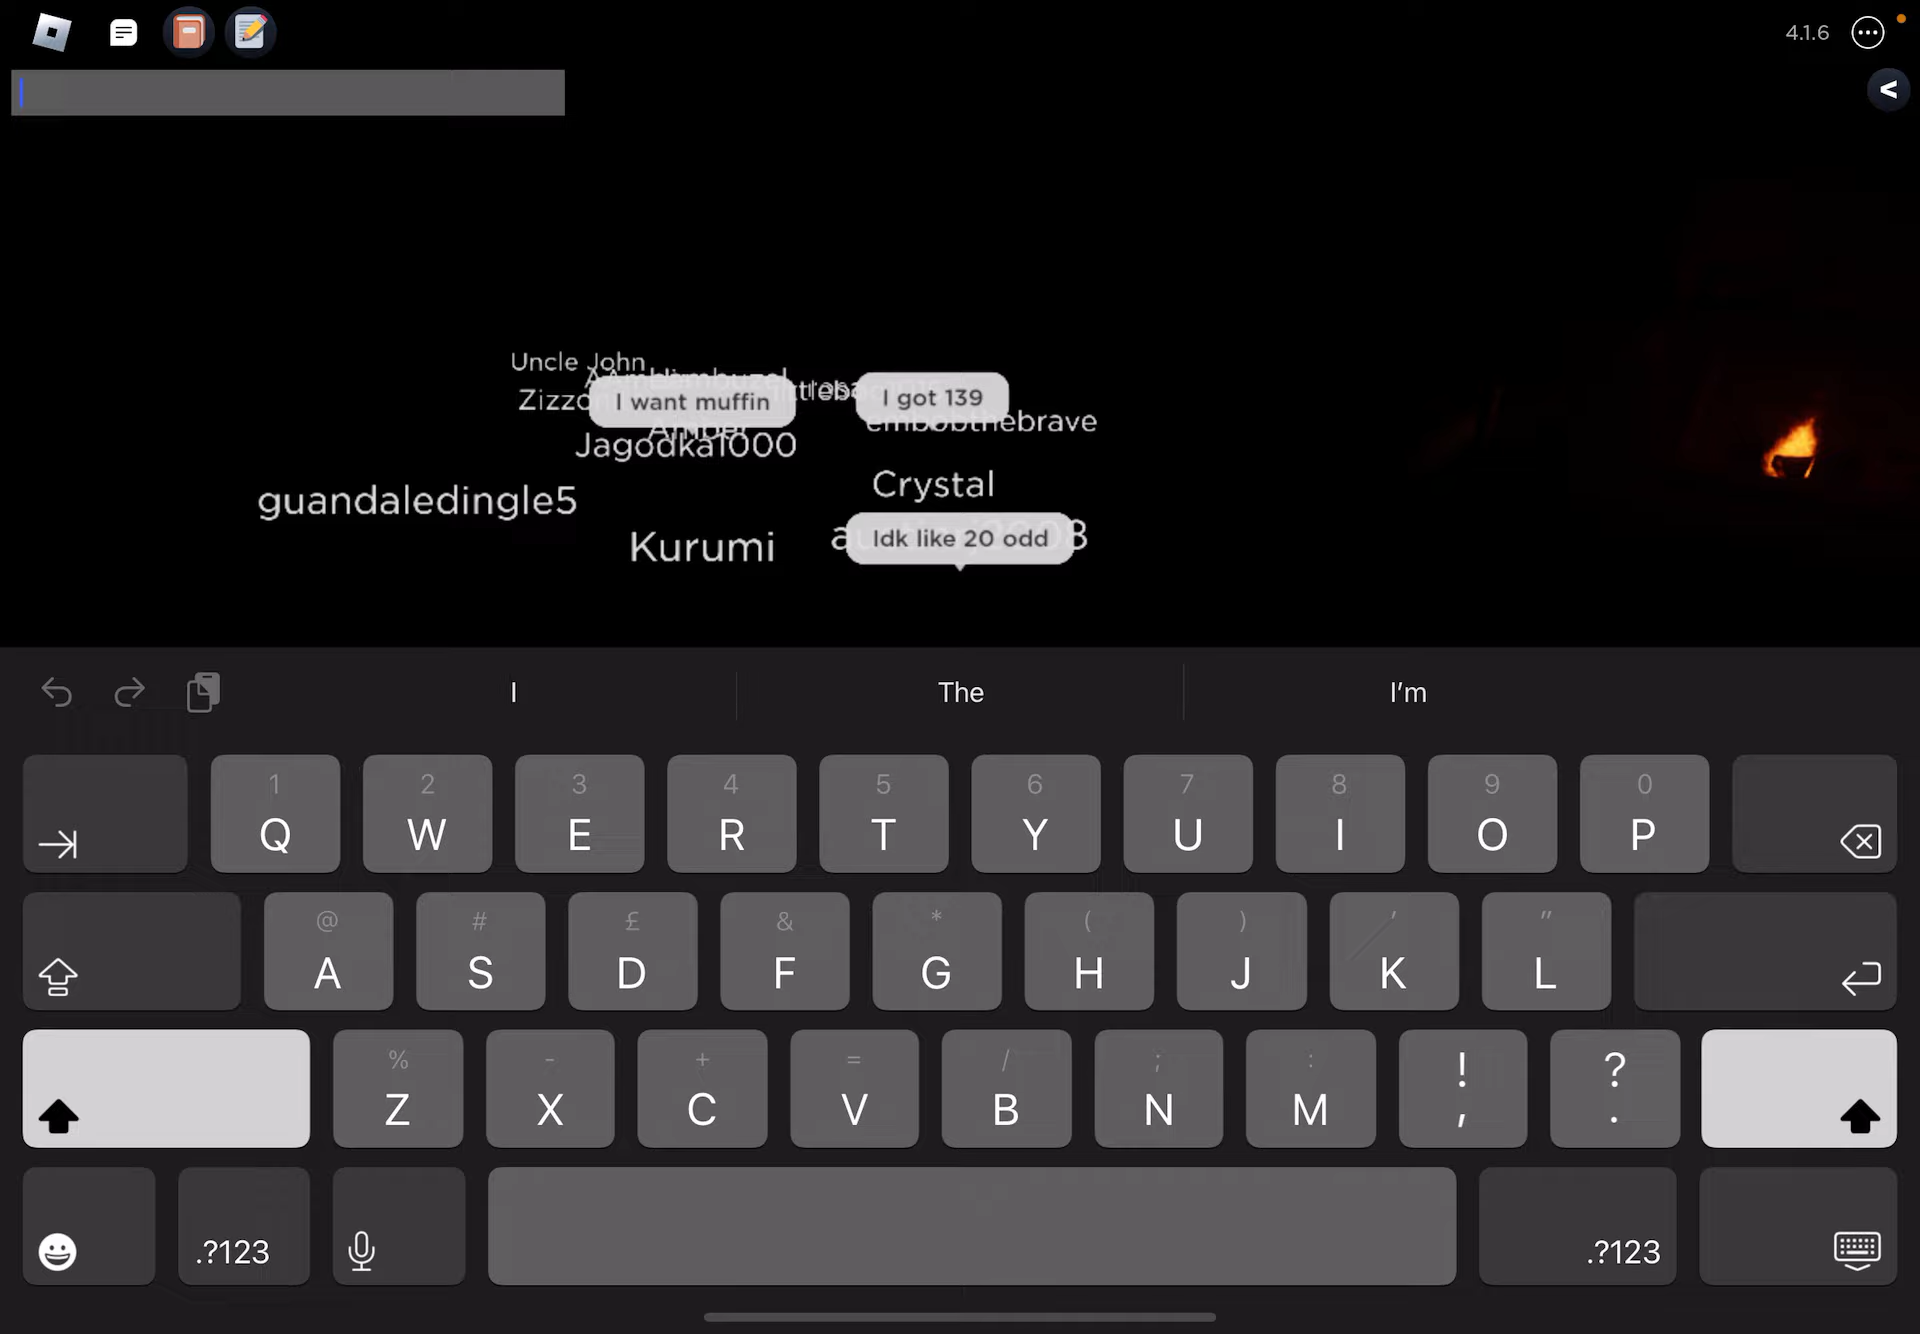 4.1.6
<
Uncle John
I want muffin
I got 139
embobthebrave
Jagodka1000
Crystal
guandaledingle5
Kurumi
Idk like 20 odd
I The I'm
1 2 3 4 5 6 7 8 9 0
Q W E R T Y U I O P
@ # £ & * ( ) ' "
A S D F G H J K L
% - + = / ; : ! ?
Z X C V B N M , .
.?123 .?123